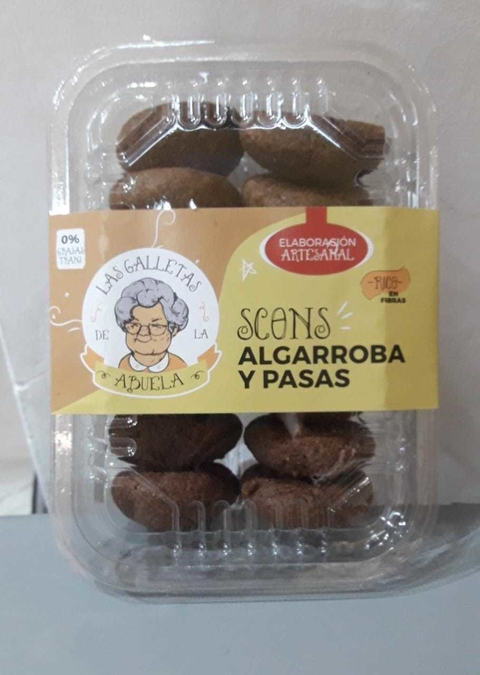 0%
GRASAS
TRANS
LAS GALLETAS
DE LA
ABUELA
ELABORACIÓN
ARTESANAL
RICO
EN
FIBRAS
SCONS
ALGARROBA
Y PASAS